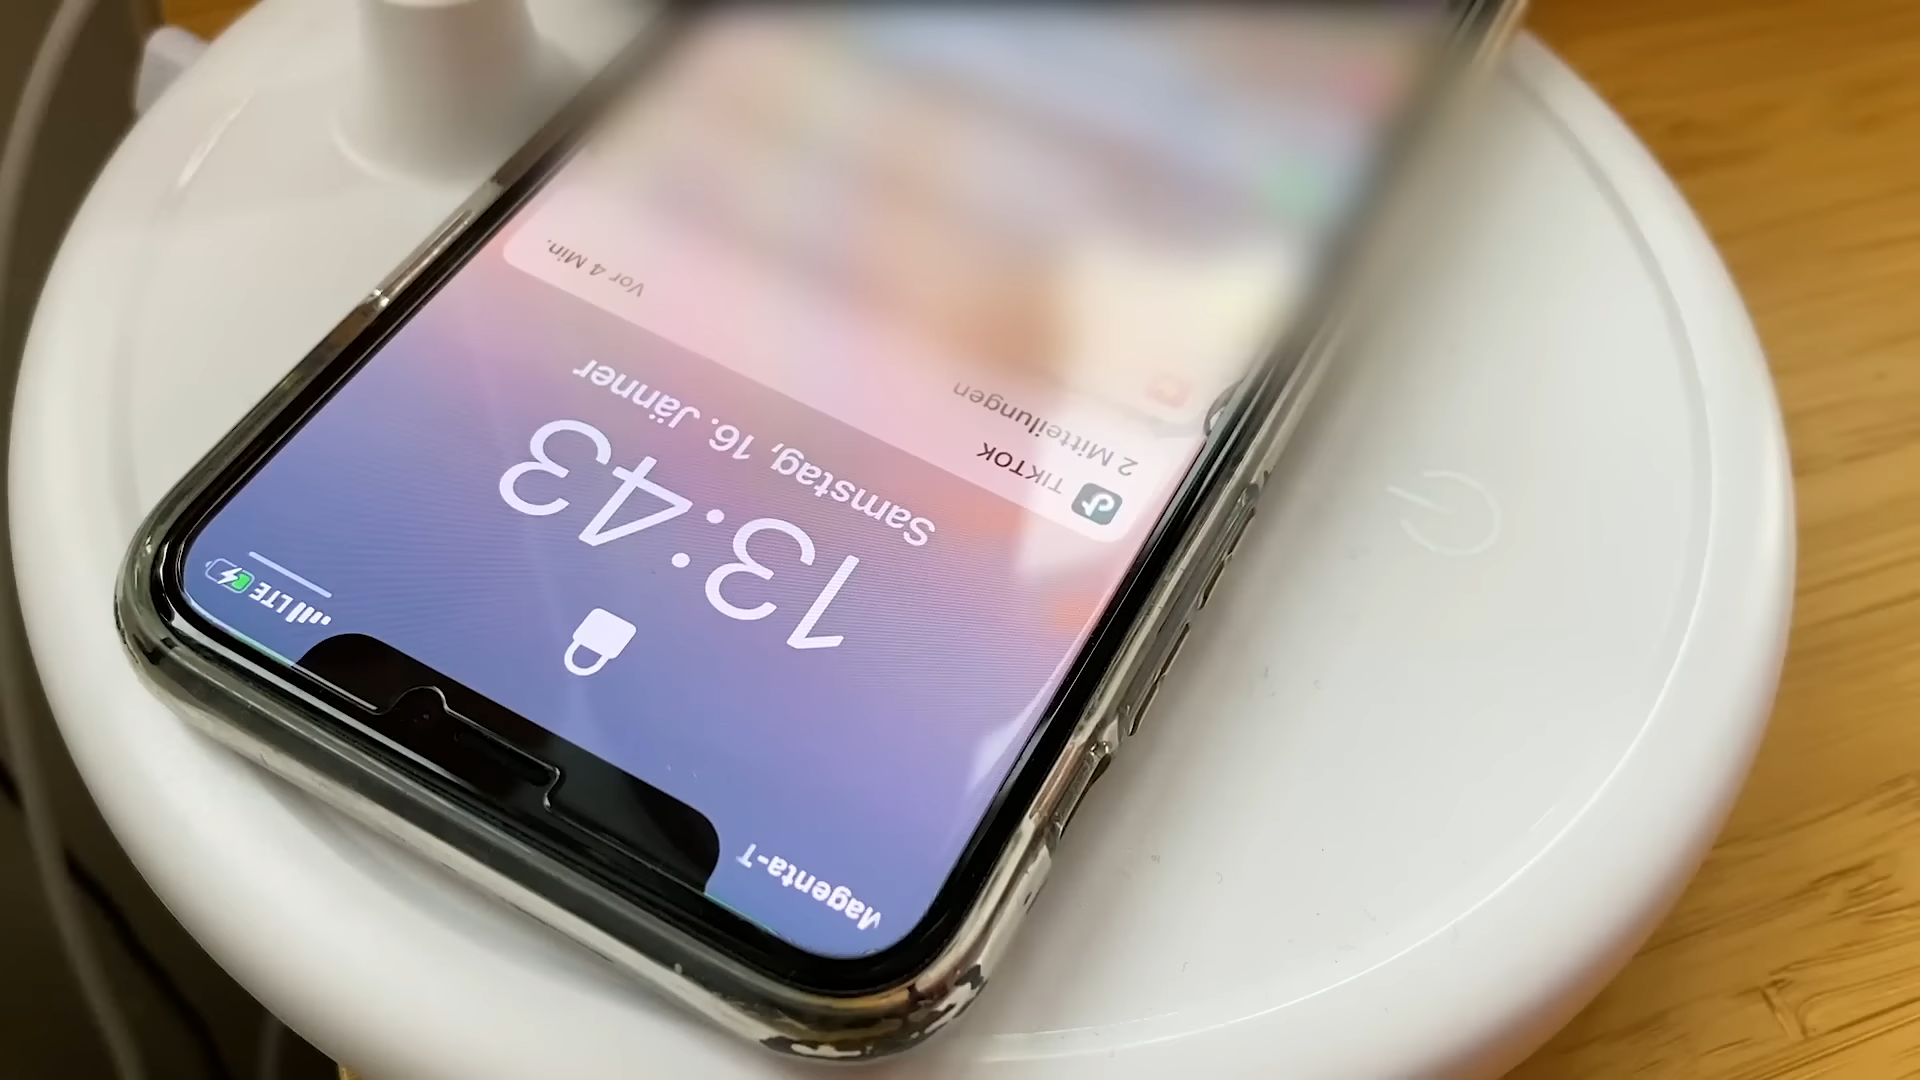 Magenta-T
LTE
13:43
Samstag, 16. Jänner
TIKTOK
Vor 4 Min.
2 Mitteilungen